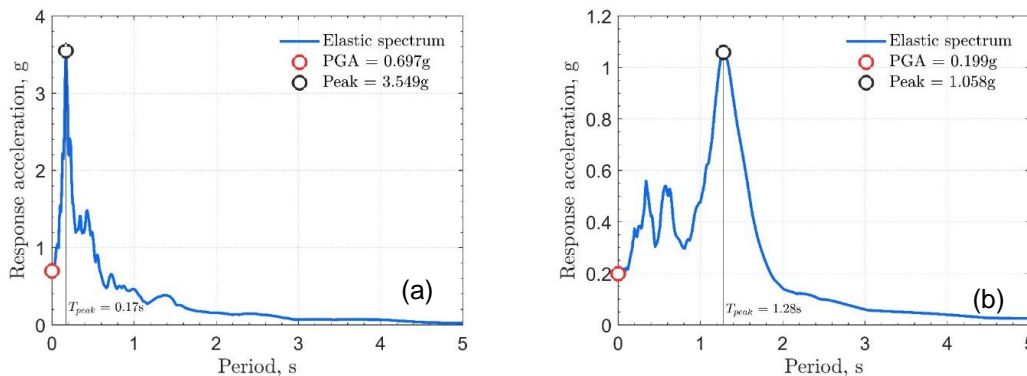 Response acceleration, g
4
3
2
1
0
Elastic spectrum
PGA = 0.697g
Peak = 3.549g
(a)
T_peak = 0.17s
0 1 2 3 4 5
Period, s
Response acceleration, g
1.2
1
0.8
0.6
0.4
0.2
0
Elastic spectrum
PGA = 0.199g
Peak = 1.058g
(b)
T_peak = 1.28s
0 1 2 3 4 5
Period, s